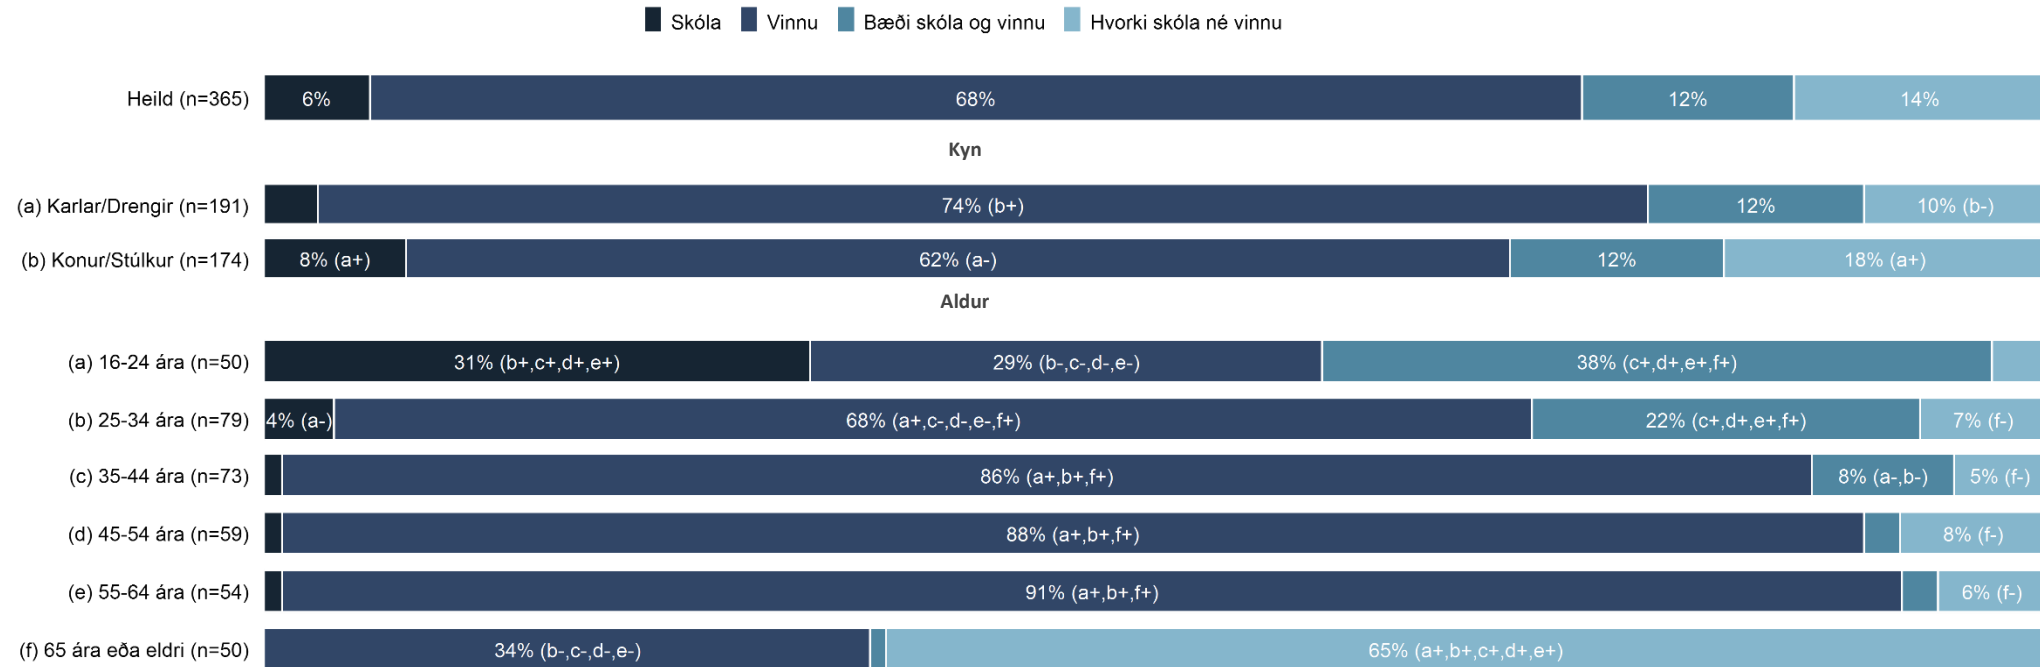 Skóla Vinnu Bæði skóla og vinnu Hvorki skóla né vinnu
Heild (n=365) 6% 68% 12% 14%
Kyn
(a) Karlar/Drengir (n=191) 74% (b+) 12% 10% (b-)
(b) Konur/Stúlkur (n=174) 8% (a+) 62% (a-) 12% 18% (a+)
Aldur
(a) 16-24 ára (n=50) 31% (b+,c+,d+,e+) 29% (b-,c-,d-,e-) 38% (c+,d+,e+,f+)
(b) 25-34 ára (n=79) 4% (a-) 68% (a+,c-,d-,e-,f+) 22% (c+,d+,e+,f+) 7% (f-)
(c) 35-44 ára (n=73) 86% (a+,b+,f+) 8% (a-,b-) 5% (f-)
(d) 45-54 ára (n=59) 88% (a+,b+,f+) 8% (f-)
(e) 55-64 ára (n=54) 91% (a+,b+,f+) 6% (f-)
(f) 65 ára eða eldri (n=50) 34% (b-,c-,d-,e-) 65% (a+,b+,c+,d+,e+)